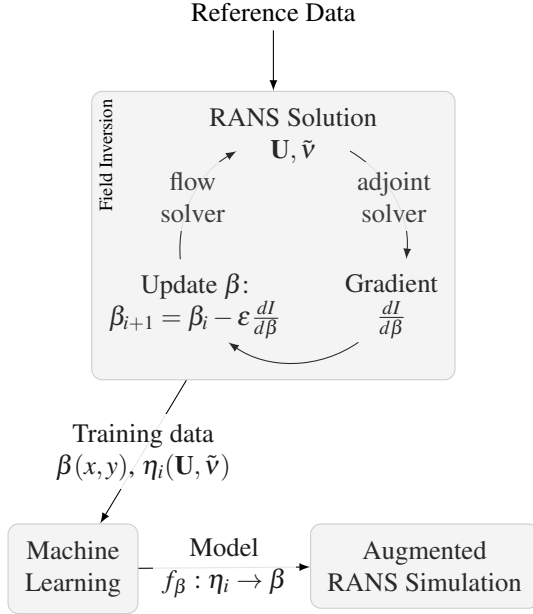 Reference Data
Field Inversion
RANS Solution
𝐔, ν̃
flow
solver
adjoint
solver
Update β:
β_{i+1} = β_i − ε dI/dβ
Gradient
dI/dβ
Training data
β(x, y), η_i(𝐔, ν̃)
Machine
Learning
Model
f_β : η_i → β
Augmented
RANS Simulation